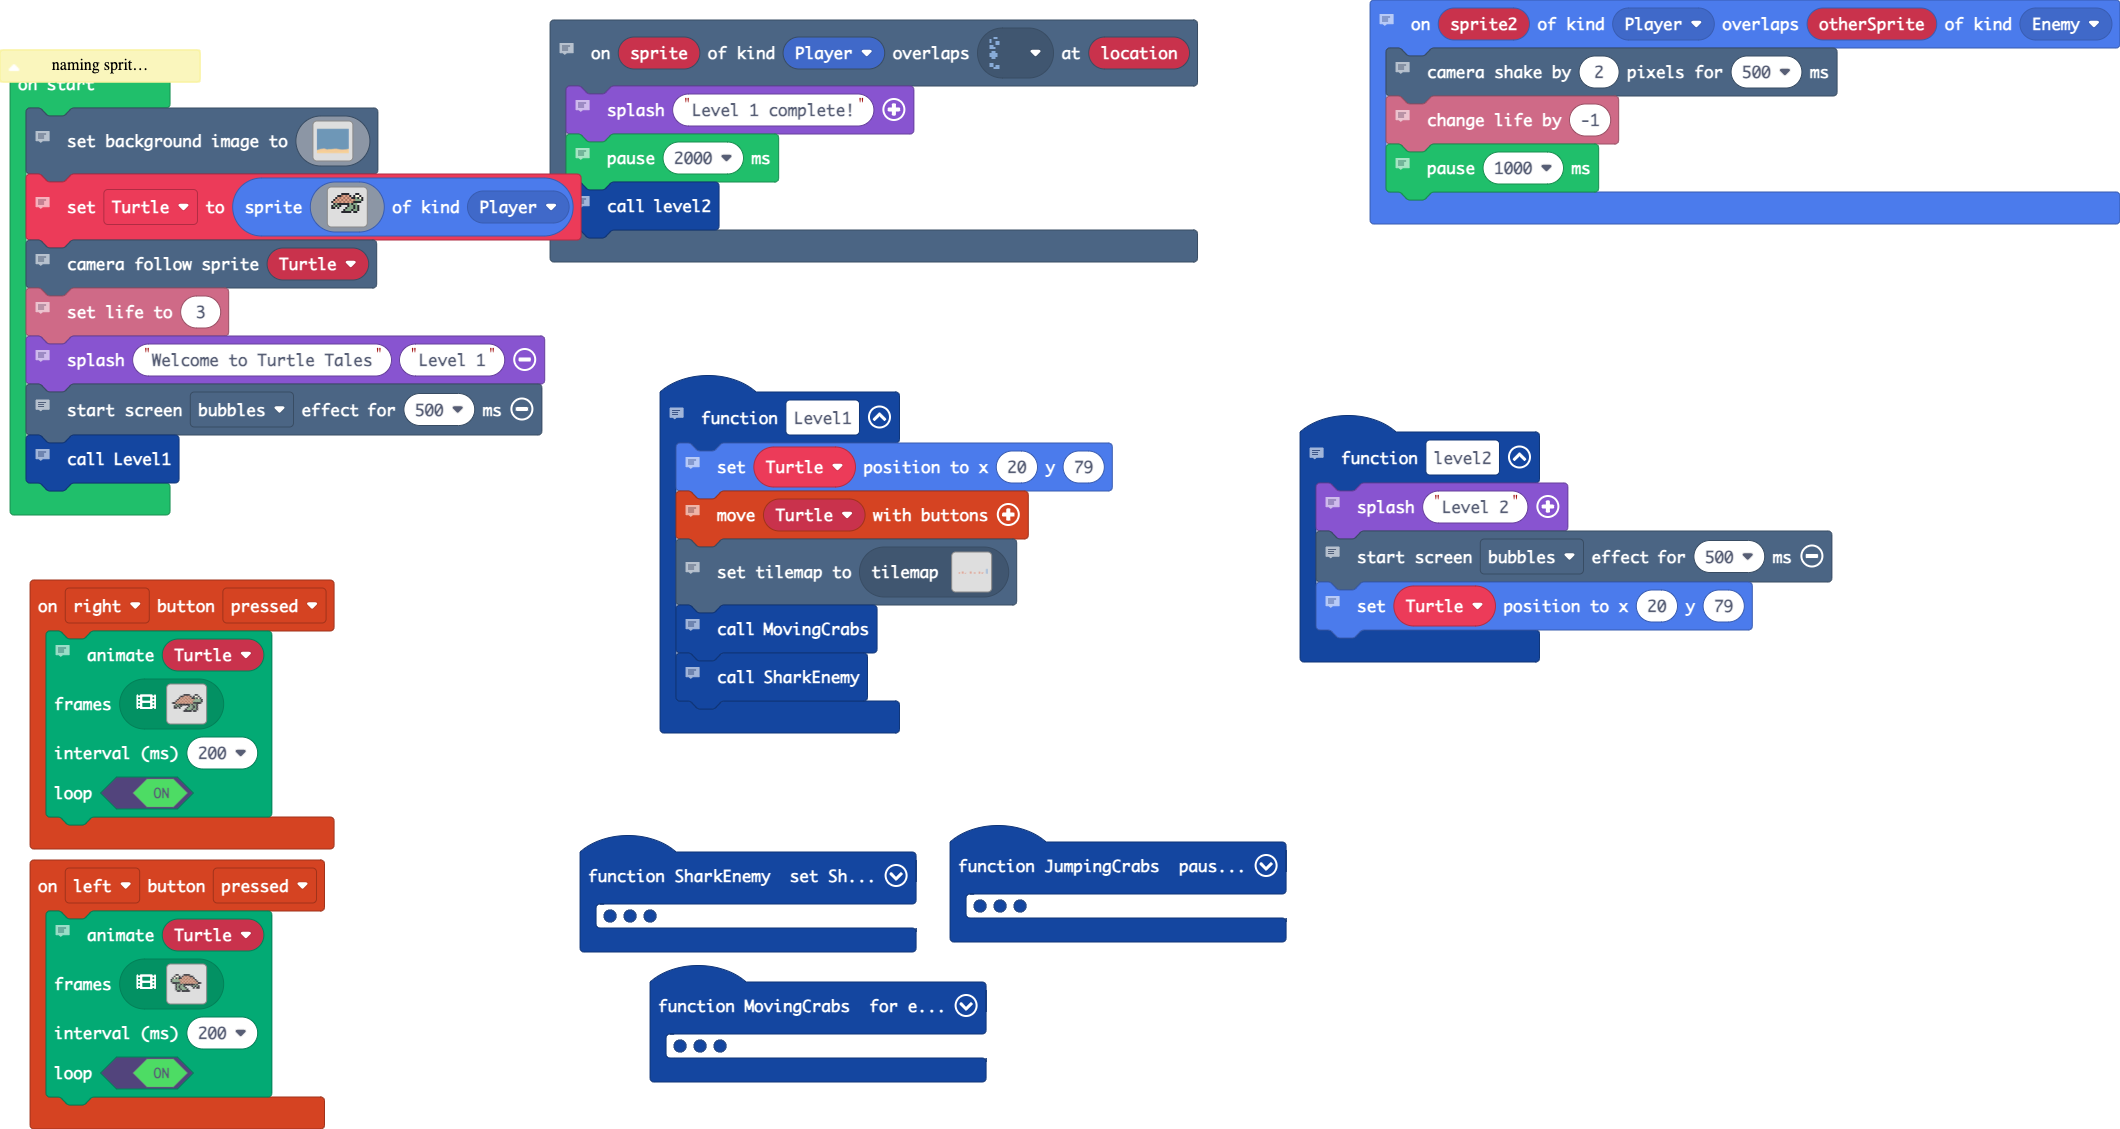 naming sprit…
on start
set background image to
set Turtle to sprite of kind Player
camera follow sprite Turtle
set life to 3
splash "Welcome to Turtle Tales" "Level 1"
start screen bubbles effect for 500 ms
call Level1
on sprite of kind Player overlaps at location
splash "Level 1 complete!"
pause 2000 ms
call level2
on sprite2 of kind Player overlaps otherSprite of kind Enemy
camera shake by 2 pixels for 500 ms
change life by -1
pause 1000 ms
function Level1
set Turtle position to x 20 y 79
move Turtle with buttons
set tilemap to tilemap
call MovingCrabs
call SharkEnemy
function level2
splash "Level 2"
start screen bubbles effect for 500 ms
set Turtle position to x 20 y 79
on right button pressed
animate Turtle
frames
interval (ms) 200
loop ON
on left button pressed
animate Turtle
frames
interval (ms) 200
loop ON
function SharkEnemy set Sh...
function JumpingCrabs paus...
function MovingCrabs for e...